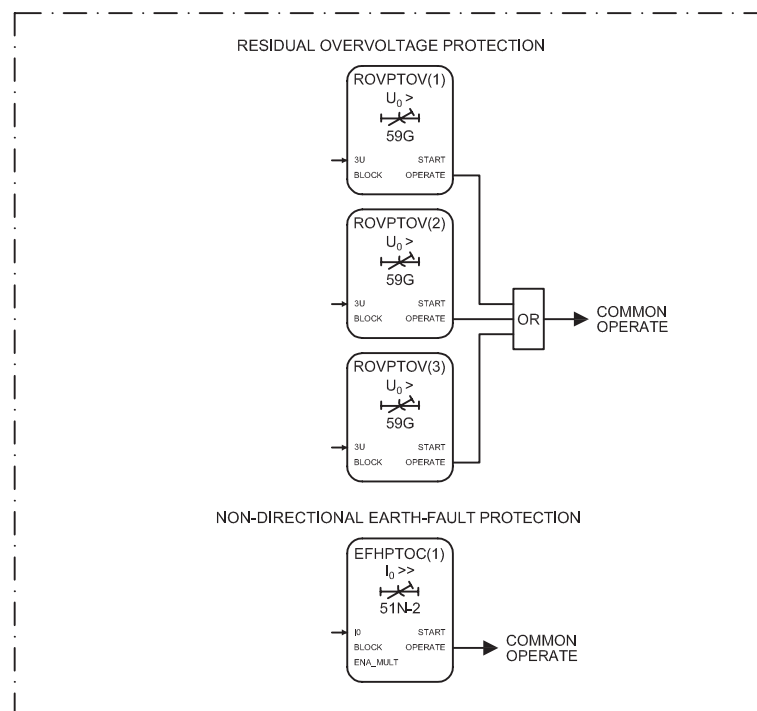 RESIDUAL OVERVOLTAGE PROTECTION
ROVPTOV(1)
U0 >
59G
3U START
BLOCK OPERATE
ROVPTOV(2)
U0 >
59G
3U START
BLOCK OPERATE
OR
COMMON
OPERATE
ROVPTOV(3)
U0 >
59G
3U START
BLOCK OPERATE
NON-DIRECTIONAL EARTH-FAULT PROTECTION
EFHPTOC(1)
I0 >>
51N-2
I0 START
BLOCK OPERATE
ENA_MULT
COMMON
OPERATE